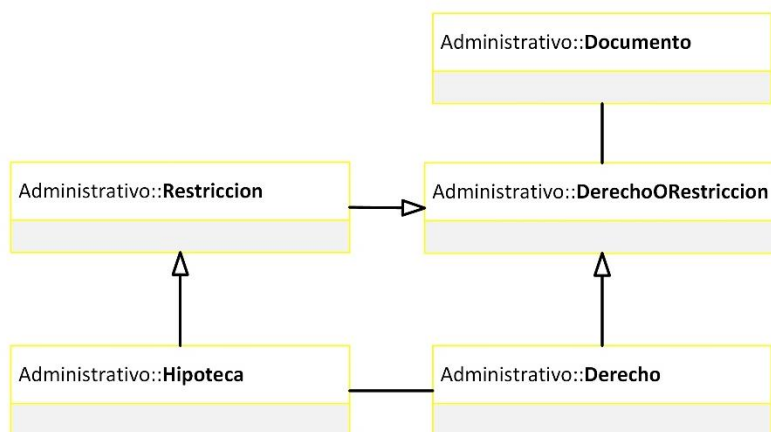 Administrativo::Documento
Administrativo::Restriccion
Administrativo::DerechoORestriccion
Administrativo::Hipoteca
Administrativo::Derecho